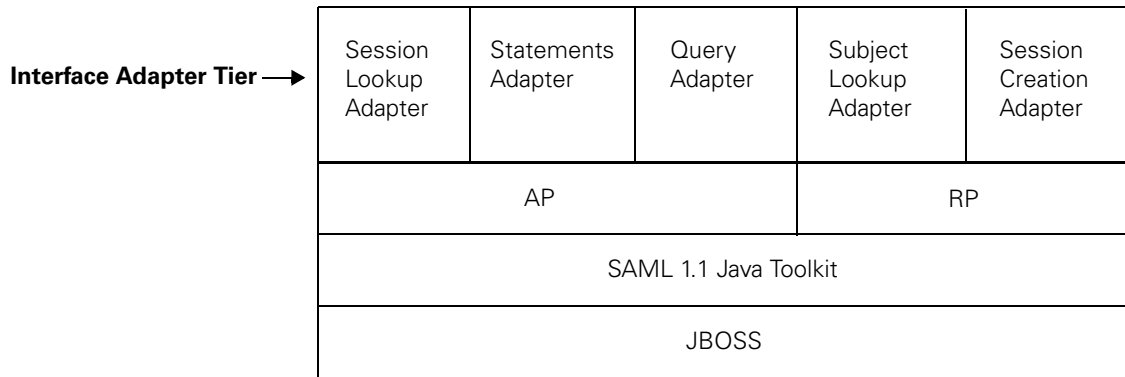 Interface Adapter Tier
Session
Lookup
Adapter
Statements
Adapter
Query
Adapter
Subject
Lookup
Adapter
Session
Creation
Adapter
AP
RP
SAML 1.1 Java Toolkit
JBOSS